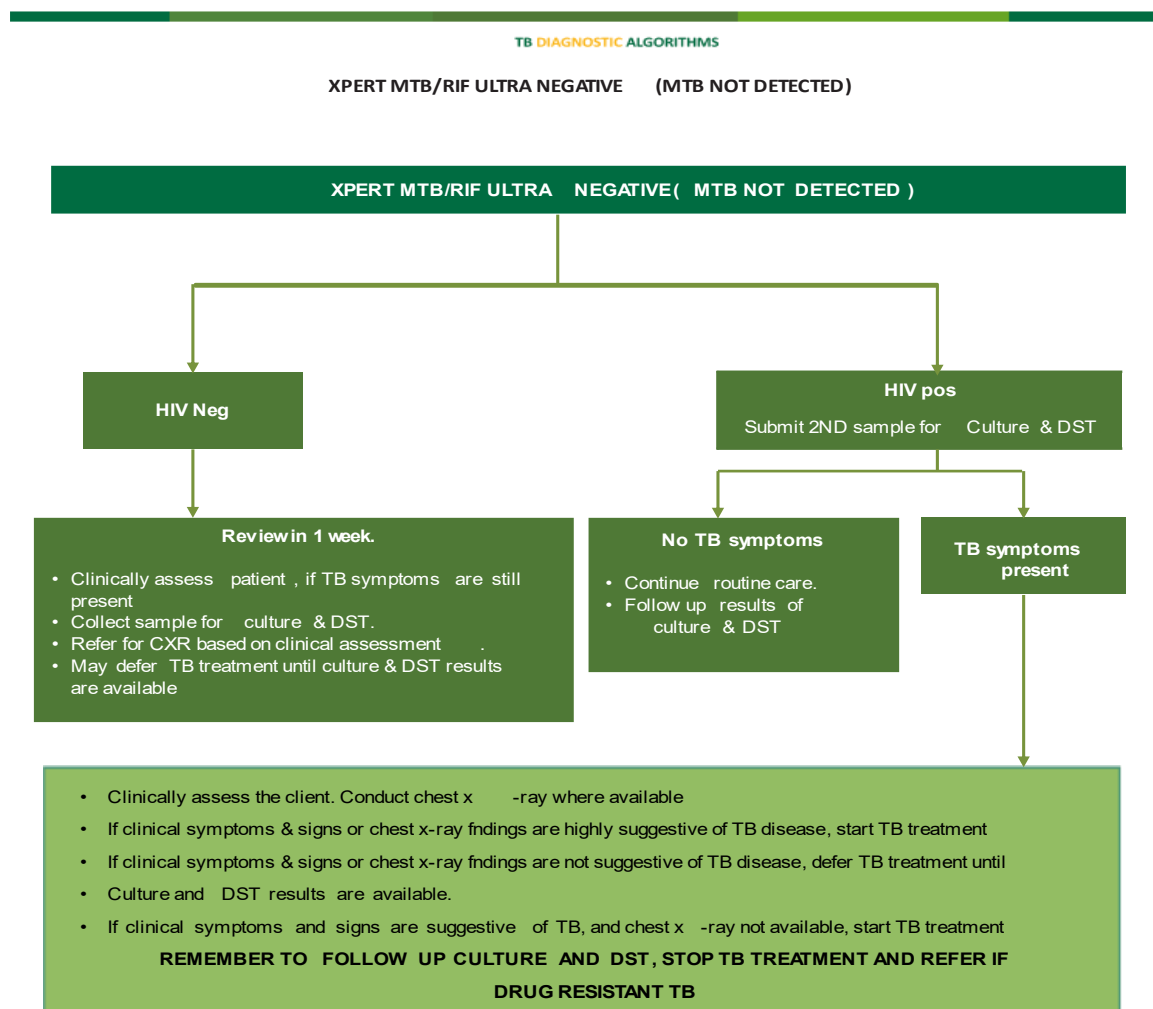 TB DIAGNOSTIC ALGORITHMS
XPERT MTB/RIF ULTRA NEGATIVE (MTB NOT DETECTED)
XPERT MTB/RIF ULTRA NEGATIVE( MTB NOT DETECTED )
HIV Neg
HIV pos
Submit 2ND sample for Culture & DST
Review in 1 week.
• Clinically assess patient , if TB symptoms are still
present
• Collect sample for culture & DST.
• Refer for CXR based on clinical assessment .
• May defer TB treatment until culture & DST results
are available
No TB symptoms
• Continue routine care.
• Follow up results of
culture & DST
TB symptoms
present
• Clinically assess the client. Conduct chest x -ray where available
• If clinical symptoms & signs or chest x-ray fndings are highly suggestive of TB disease, start TB treatment
• If clinical symptoms & signs or chest x-ray fndings are not suggestive of TB disease, defer TB treatment until
• Culture and DST results are available.
• If clinical symptoms and signs are suggestive of TB, and chest x -ray not available, start TB treatment
REMEMBER TO FOLLOW UP CULTURE AND DST, STOP TB TREATMENT AND REFER IF
DRUG RESISTANT TB